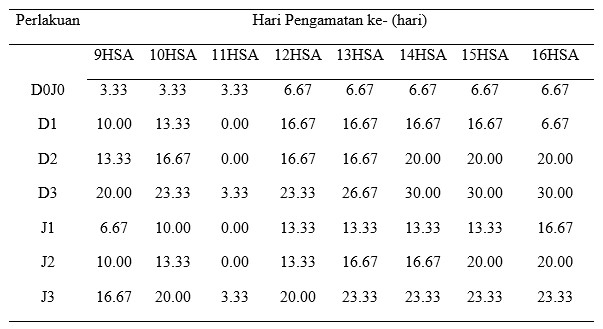 Perlakuan Hari Pengamatan ke- (hari)
9HSA 10HSA 11HSA 12HSA 13HSA 14HSA 15HSA 16HSA
D0J0 3.33 3.33 3.33 6.67 6.67 6.67 6.67 6.67
D1 10.00 13.33 0.00 16.67 16.67 16.67 16.67 6.67
D2 13.33 16.67 0.00 16.67 16.67 20.00 20.00 20.00
D3 20.00 23.33 3.33 23.33 26.67 30.00 30.00 30.00
J1 6.67 10.00 0.00 13.33 13.33 13.33 13.33 16.67
J2 10.00 13.33 0.00 13.33 16.67 16.67 20.00 20.00
J3 16.67 20.00 3.33 20.00 23.33 23.33 23.33 23.33